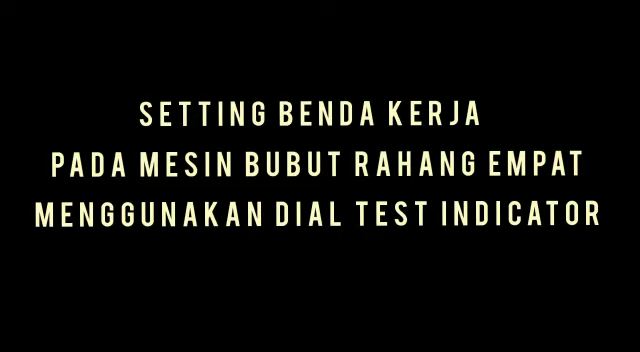 SETTING BENDA KERJA
PADA MESIN BUBUT RAHANG EMPAT
MENGGUNAKAN DIAL TEST INDICATOR